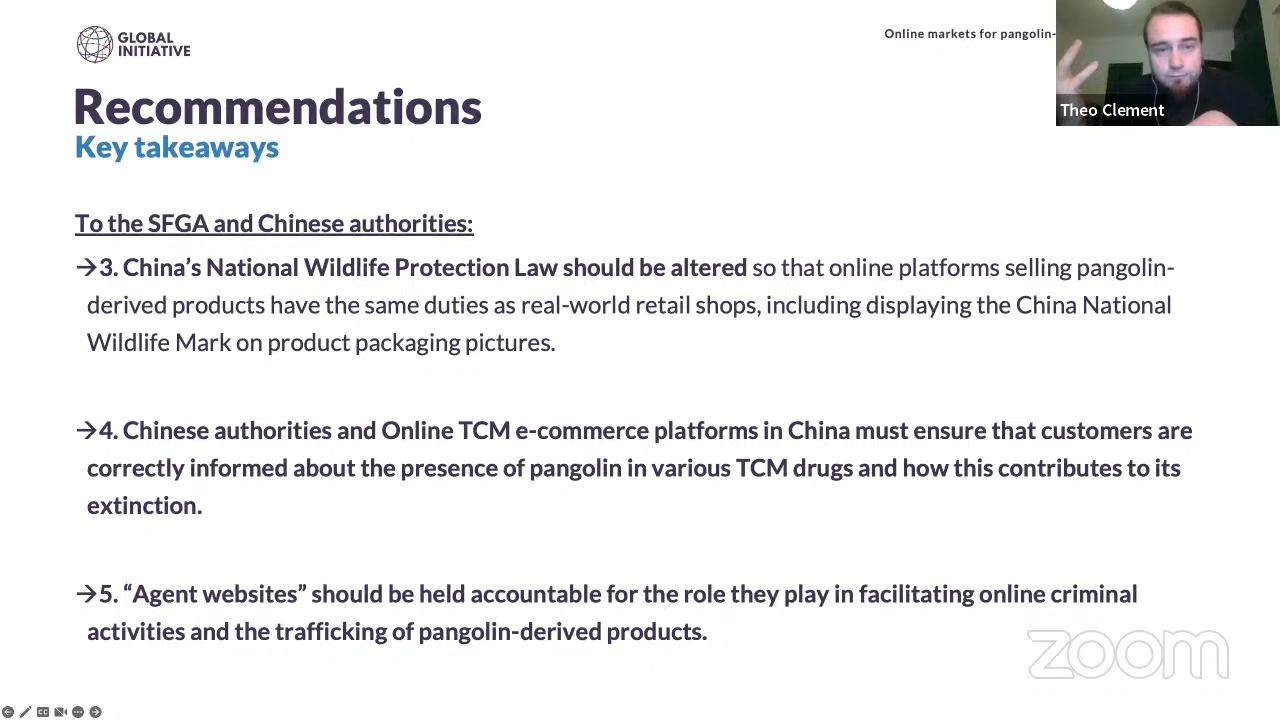 GLOBAL
INITIATIVE
Online markets for pangolin-
Theo Clement
Recommendations
Key takeaways
To the SFGA and Chinese authorities:
→3. China’s National Wildlife Protection Law should be altered so that online platforms selling pangolin-
derived products have the same duties as real-world retail shops, including displaying the China National
Wildlife Mark on product packaging pictures.
→4. Chinese authorities and Online TCM e-commerce platforms in China must ensure that customers are
correctly informed about the presence of pangolin in various TCM drugs and how this contributes to its
extinction.
→5. “Agent websites” should be held accountable for the role they play in facilitating online criminal
activities and the trafficking of pangolin-derived products.
zoom
CC